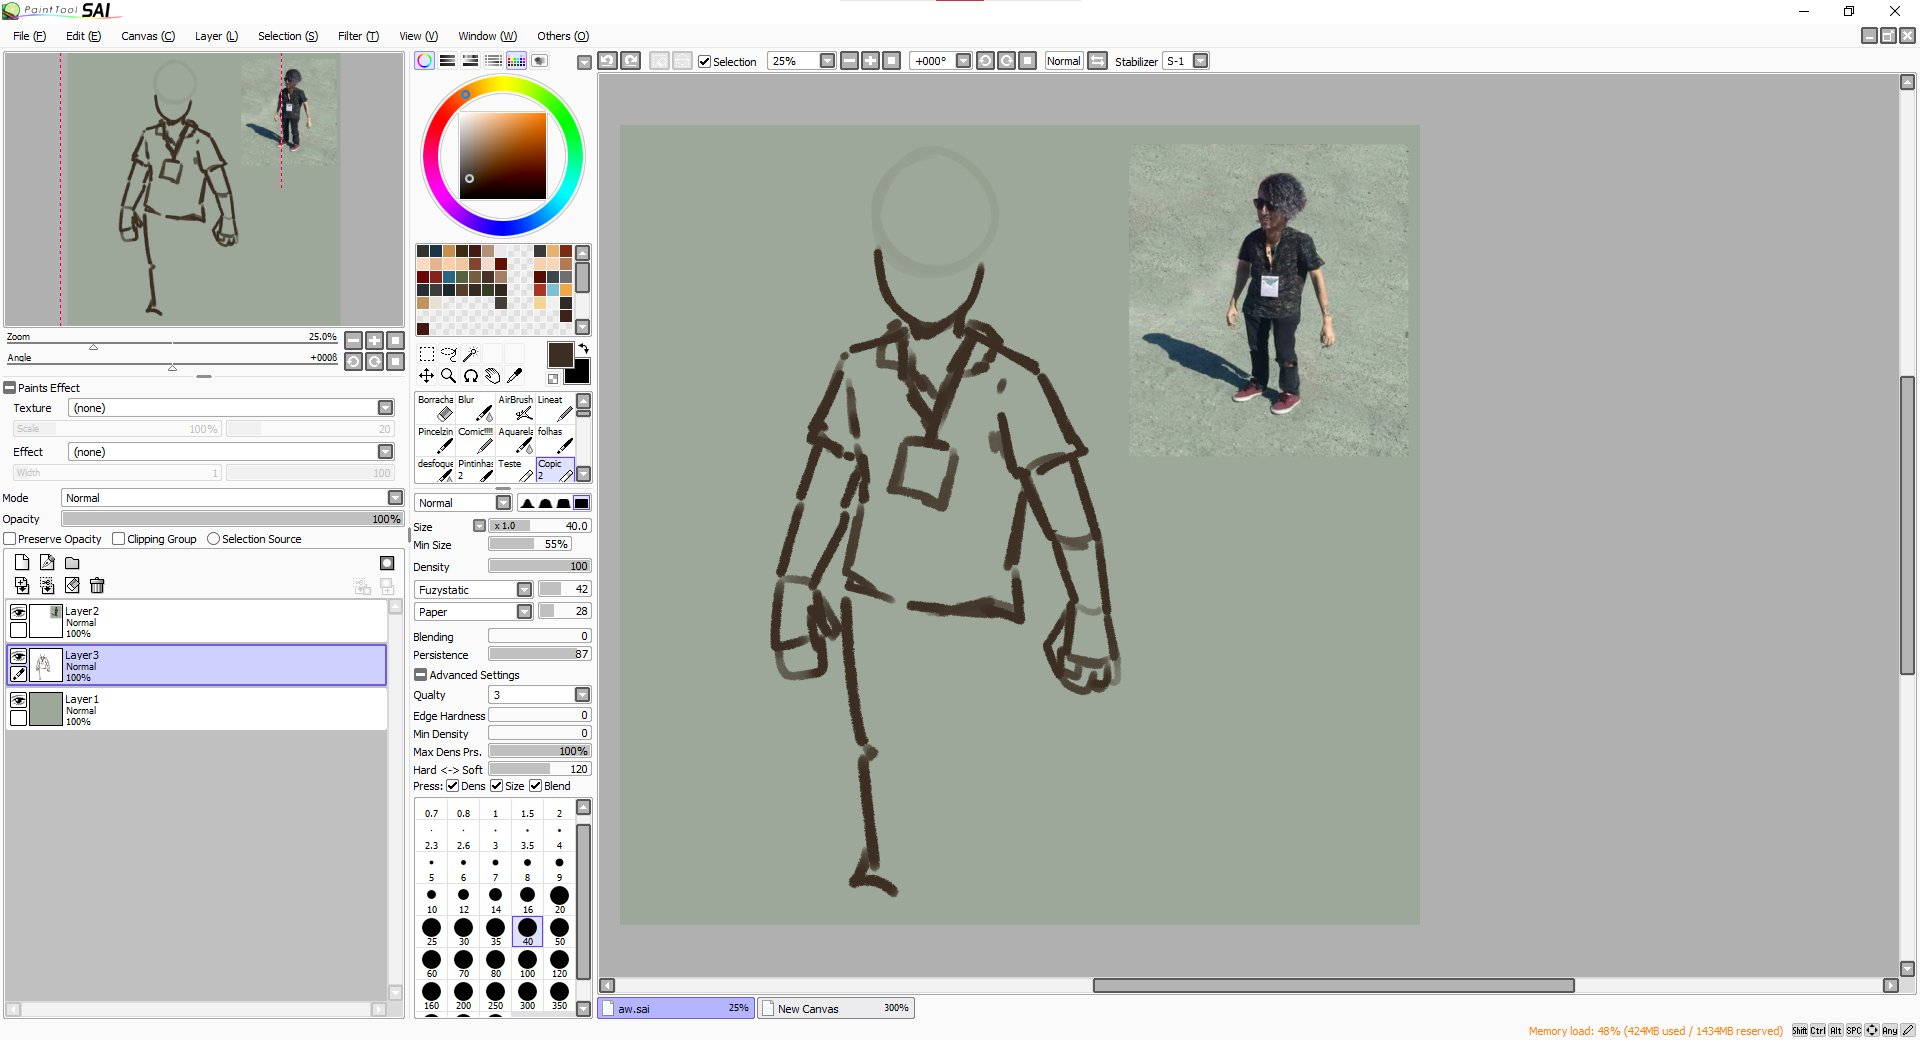 PaintTool SAI
File (F) Edit (E) Canvas (C) Layer (L) Selection (S) Filter (T) View (V) Window (W) Others (O)
Selection 25% +000° Normal Stabilizer S-1
Zoom 25.0%
Angle +000ß
Paints Effect
Texture (none)
Scale 100% 20
Effect (none)
Width 1 100
Mode Normal
Opacity 100%
Preserve Opacity Clipping Group Selection Source
Layer2
Normal
100%
Layer3
Normal
100%
Layer1
Normal
100%
Borracha Blur AirBrush Lineat
Pincelzin Comic!!!! Aquarela folhas
desfoque Pintinhas 2 Teste Copic 2
Normal
Size x 1.0 40.0
Min Size 55%
Density 100
Fuzystatic 42
Paper 28
Blending 0
Persistence 87
Advanced Settings
Qualty 3
Edge Hardness 0
Min Density 0
Max Dens Prs. 100%
Hard <-> Soft 120
Press: Dens Size Blend
0.7 0.8 1 1.5 2
2.3 2.6 3 3.5 4
5 6 7 8 9
10 12 14 16 20
25 30 35 40 50
60 70 80 100 120
160 200 250 300 350
aw.sai 25% New Canvas 300%
Memory load: 48% (424MB used / 1434MB reserved) Shift Ctrl Alt SPC Any